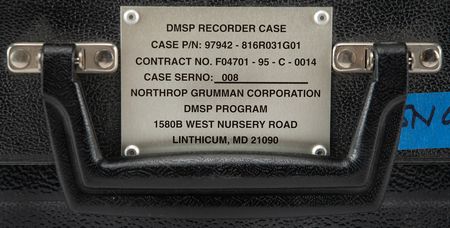 DMSP RECORDER CASE
CASE P/N: 97942 - 816R031G01
CONTRACT NO. F04701 - 95 - C - 0014
CASE SERNO: 008
NORTHROP GRUMMAN CORPORATION
DMSP PROGRAM
1580B WEST NURSERY ROAD
LINTHICUM, MD 21090